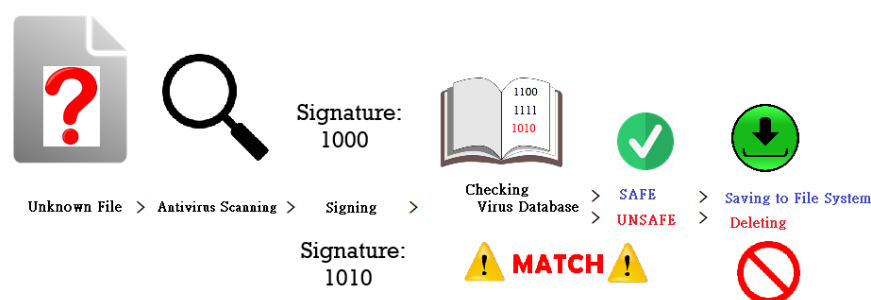 ?
Signature:
1000
1100
1111
1010
Unknown File > Antivirus Scanning > Signing > Checking
Virus Database
> SAFE > Saving to File System
> UNSAFE > Deleting
Signature:
1010
! MATCH !